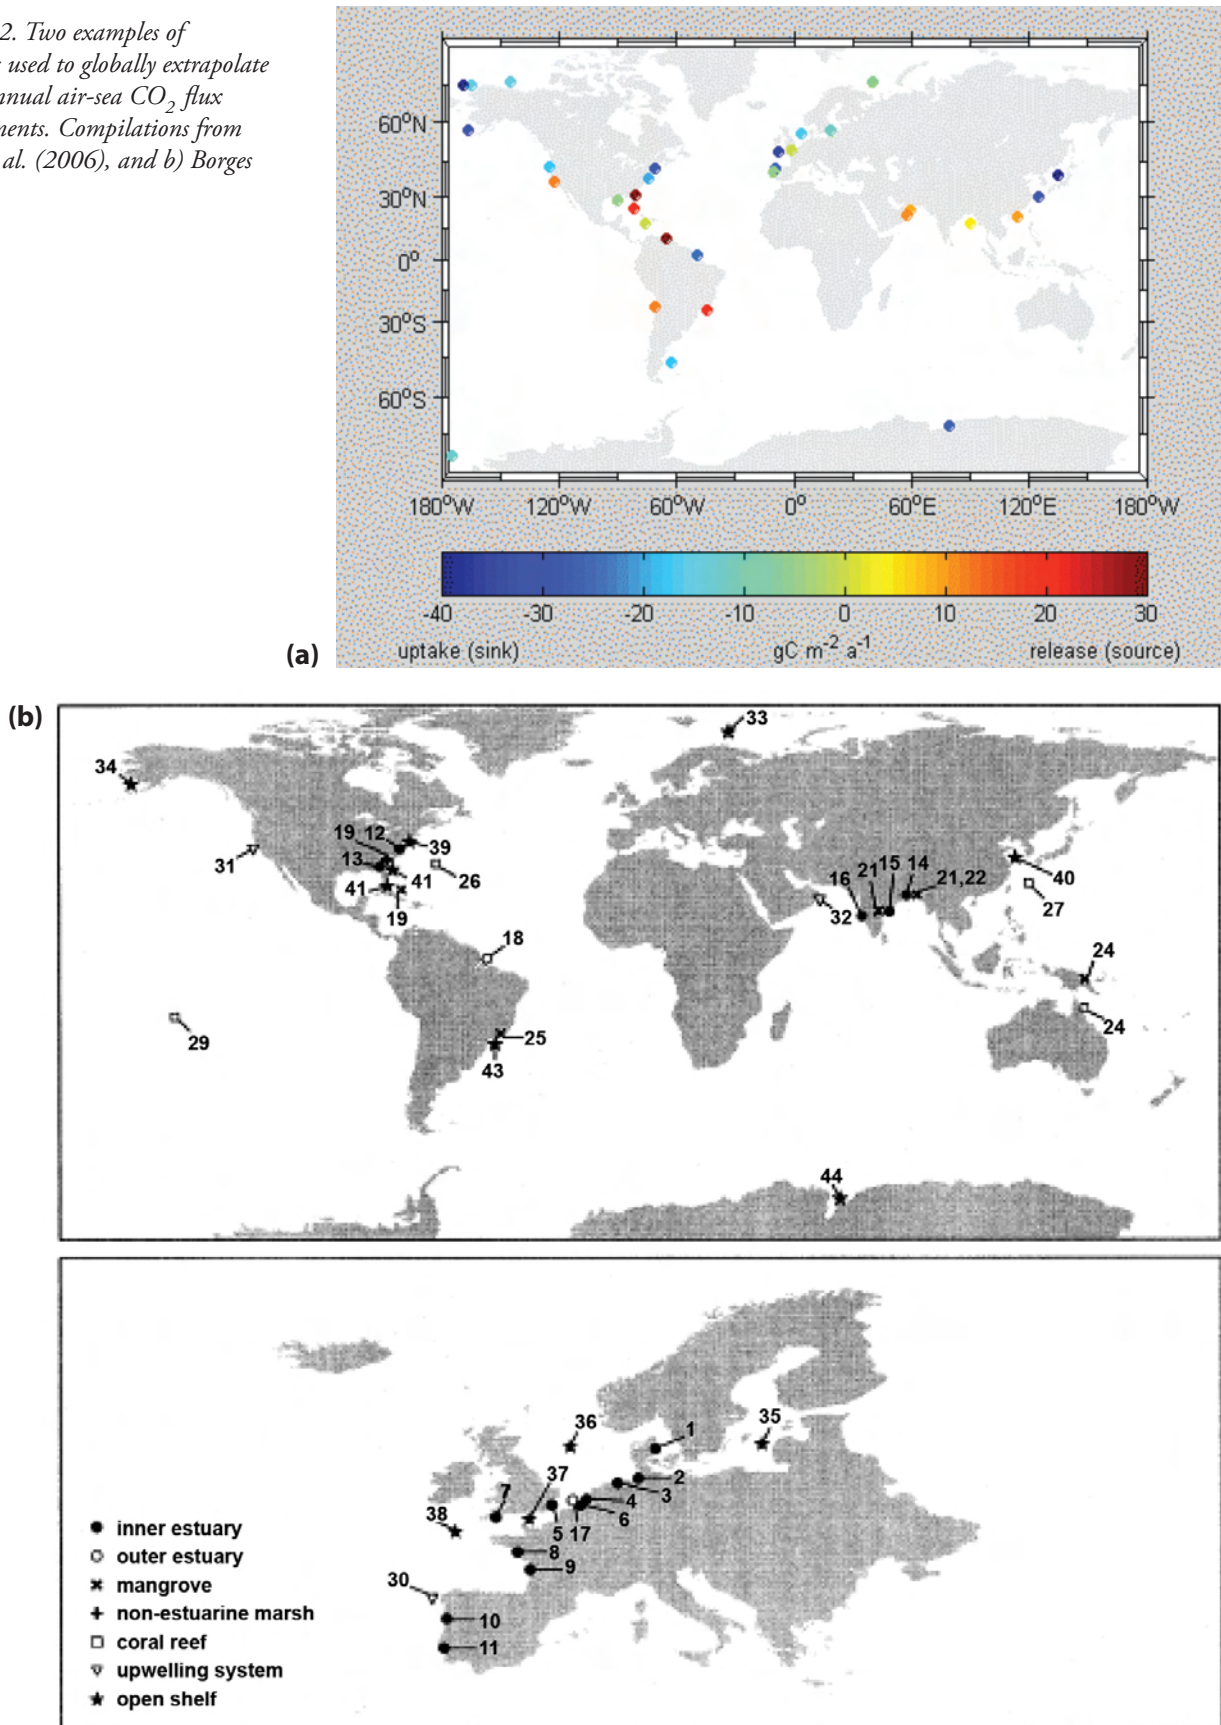 2. Two examples of
used to globally extrapolate
nnual air-sea CO2 flux
ments. Compilations from
al. (2006), and b) Borges
60°N
30°N
0°
30°S
60°S
180°W 120°W 60°W 0° 60°E 120°E 180°W
-40 -30 -20 -10 0 10 20 30
uptake (sink) gC m-2 a-1 release (source)
(a)
(b)
33
34
19 12 39
31 13 41 26
41 19
16 21 15 14 21,22 40
32 27
18
24
29 25 24
43
44
36 35 1
37 2
7 3
4
38 5 17 6
8
9
30
10
11
inner estuary
outer estuary
mangrove
non-estuarine marsh
coral reef
upwelling system
open shelf